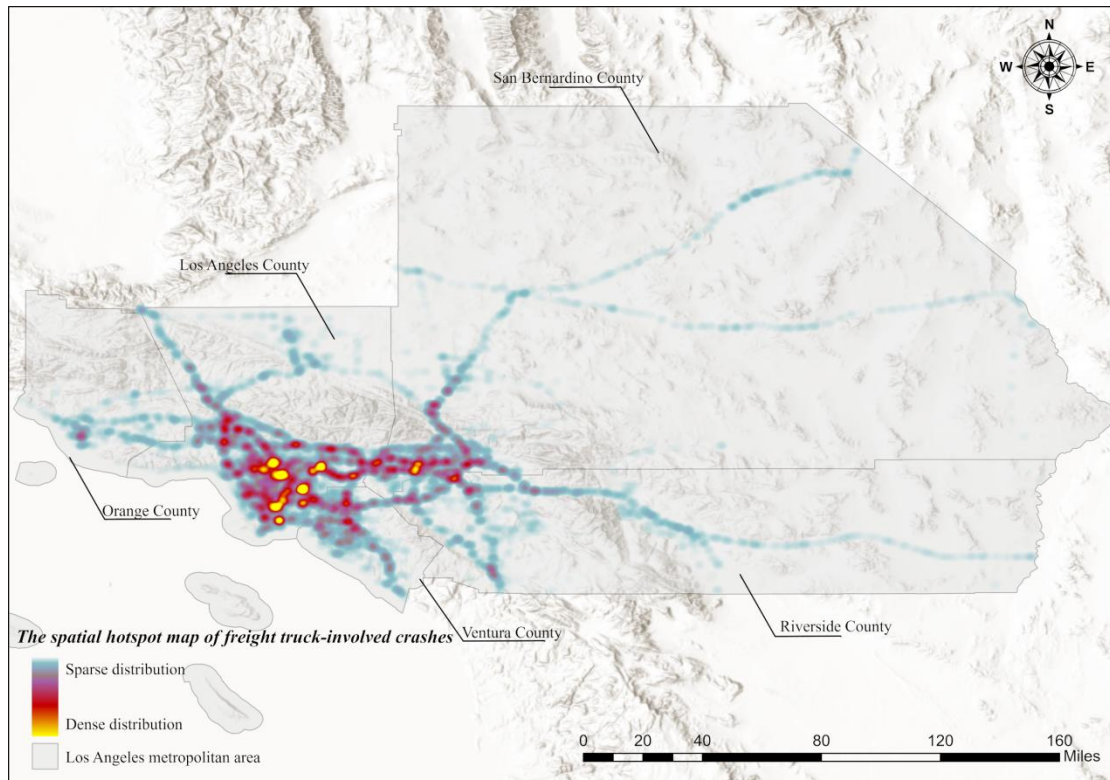 N
W E
S
San Bernardino County
Los Angeles County
Orange County
Ventura County
Riverside County
The spatial hotspot map of freight truck-involved crashes
Sparse distribution
Dense distribution
Los Angeles metropolitan area
0 20 40 80 120 160
Miles